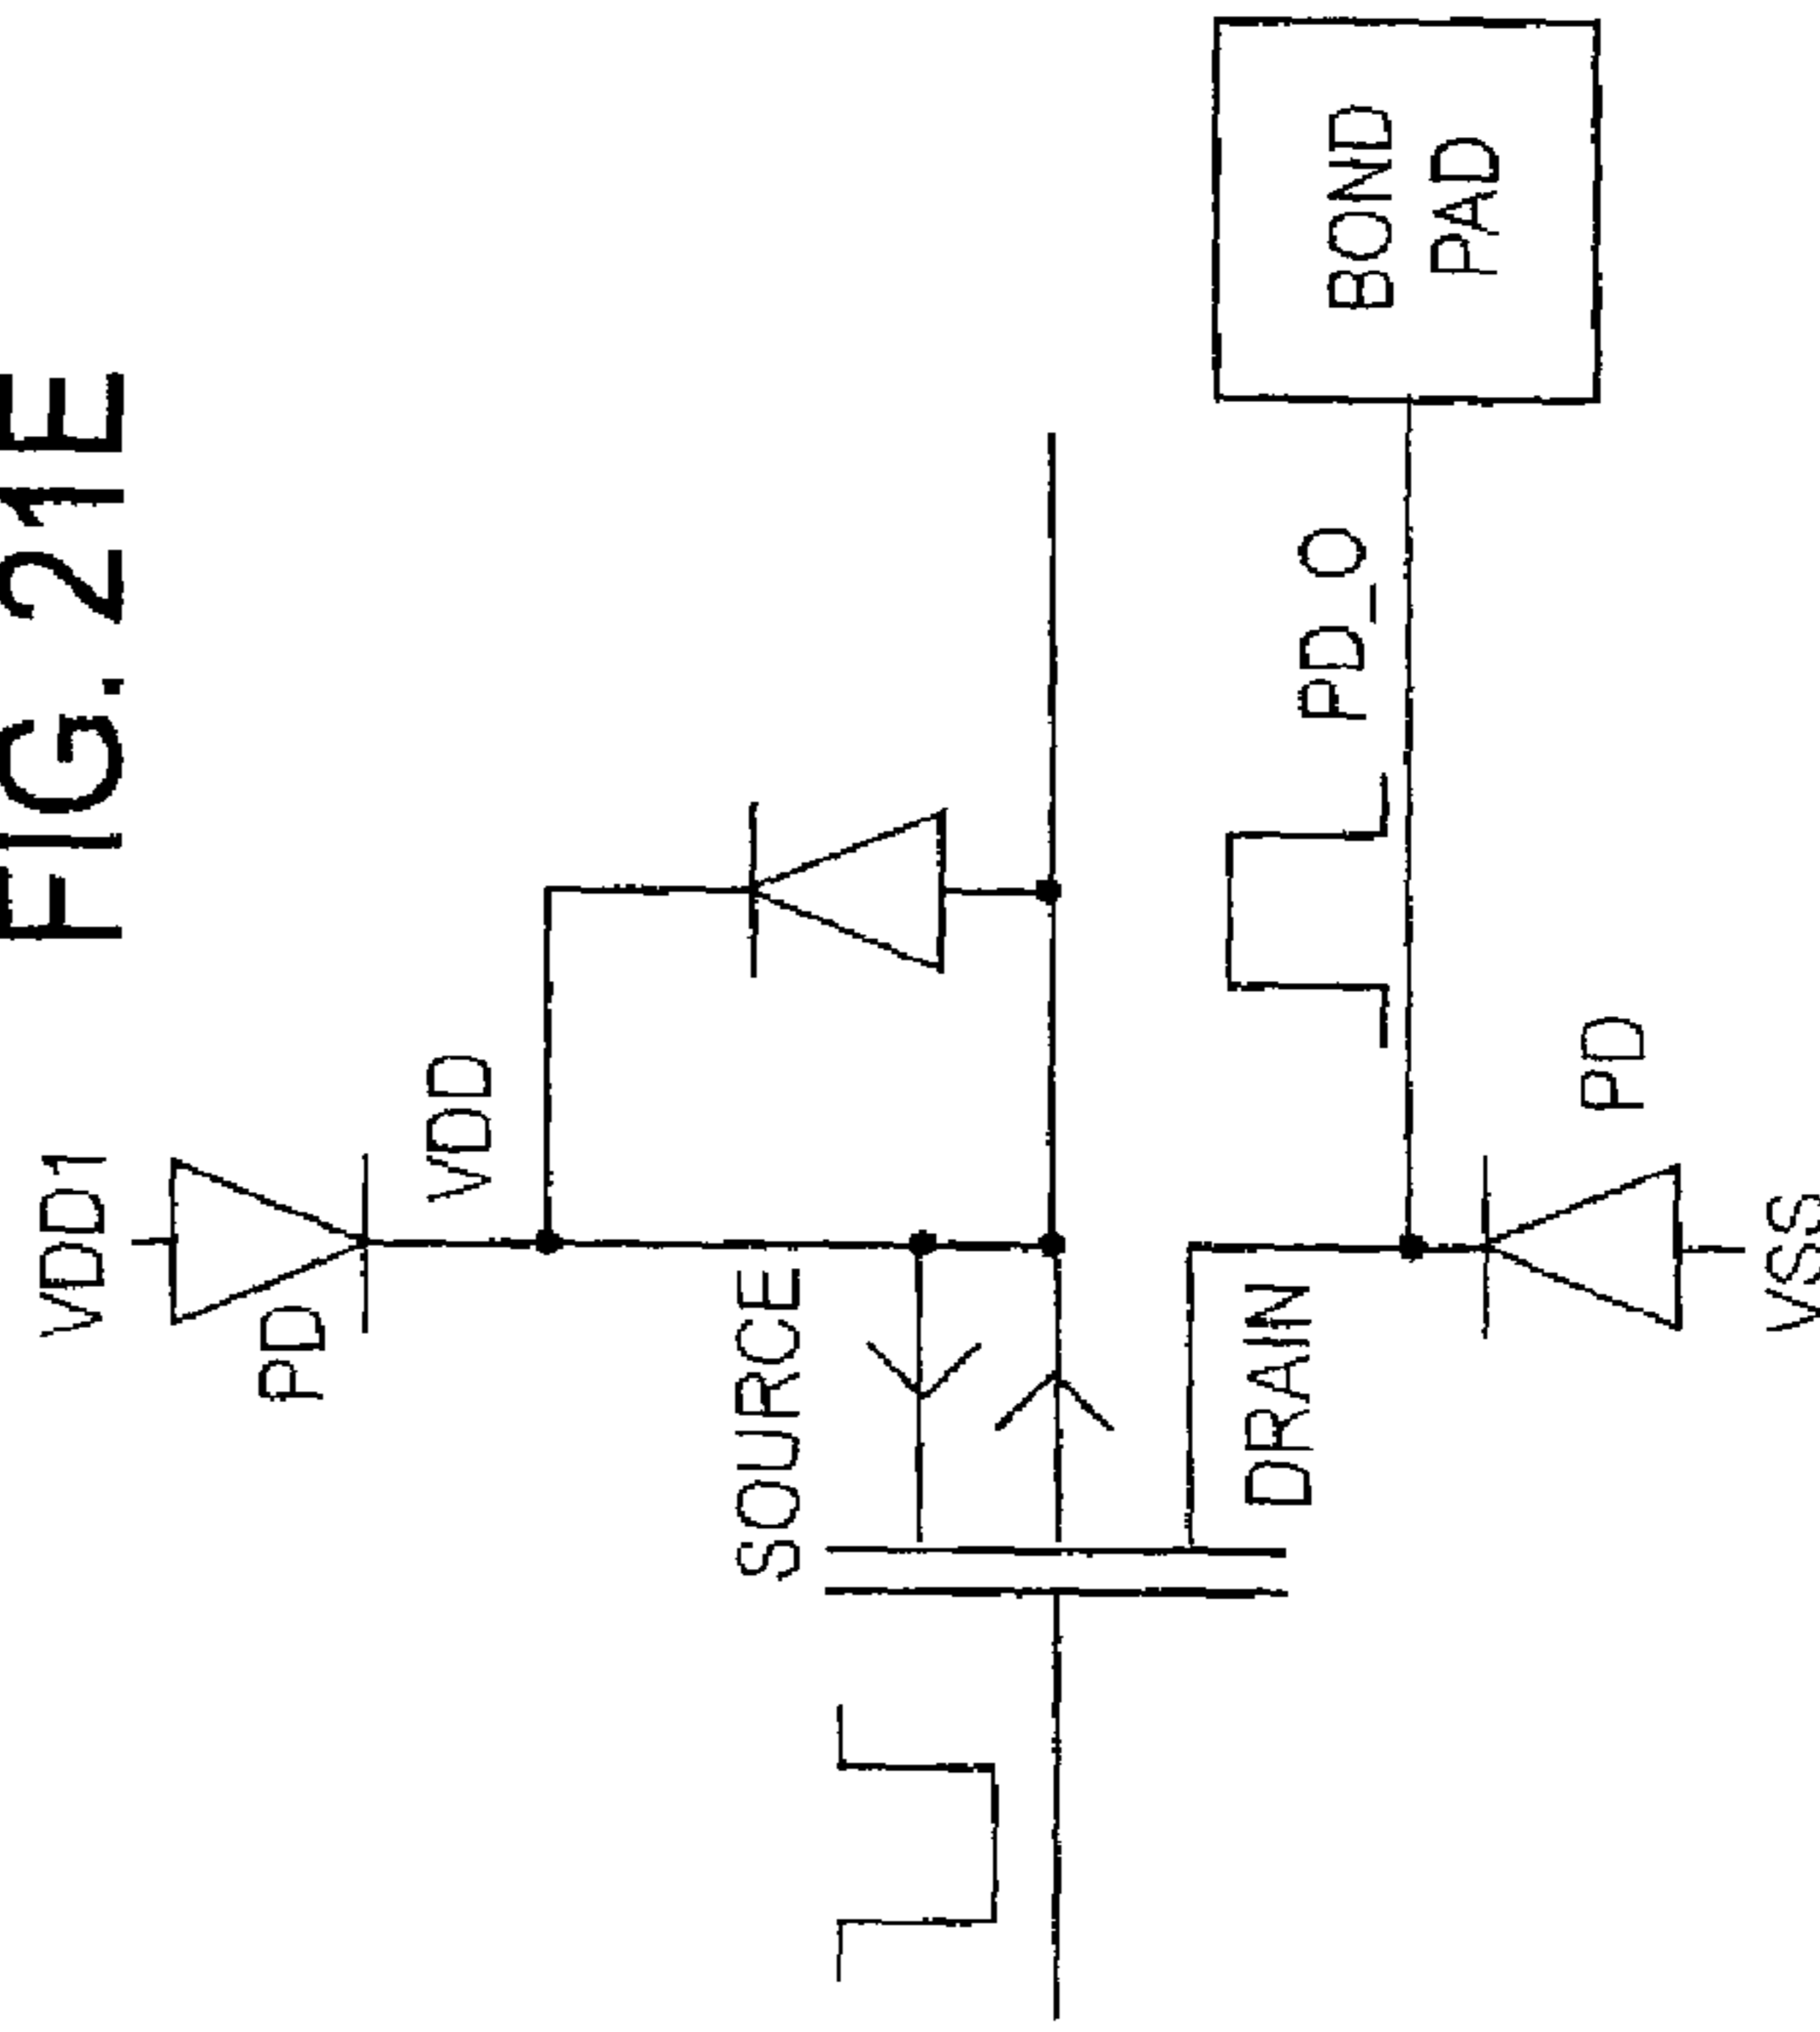 FIG. 21E
VDD1
PD
VDD
SOURCE
DRAIN
PD_O
BOND
PAD
PD
VSS